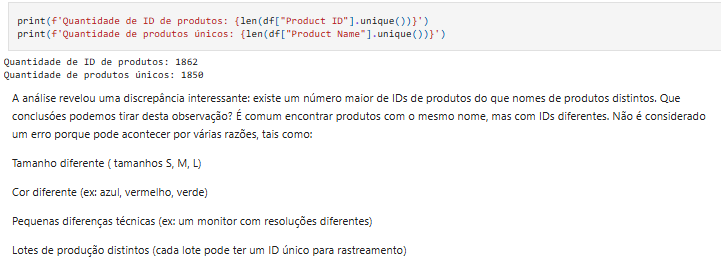 print(f'Quantidade de ID de produtos: {len(df["Product ID"].unique())}')
print(f'Quantidade de produtos únicos: {len(df["Product Name"].unique())}')
Quantidade de ID de produtos: 1862
Quantidade de produtos únicos: 1850
A análise revelou uma discrepância interessante: existe um número maior de IDs de produtos do que nomes de produtos distintos. Que
conclusóes podemos tirar desta observação? É comum encontrar produtos com o mesmo nome, mas com IDs diferentes. Não é considerado
um erro porque pode acontecer por várias razões, tais como:
Tamanho diferente ( tamanhos S, M, L)
Cor diferente (ex: azul, vermelho, verde)
Pequenas diferenças técnicas (ex: um monitor com resoluções diferentes)
Lotes de produção distintos (cada lote pode ter um ID único para rastreamento)